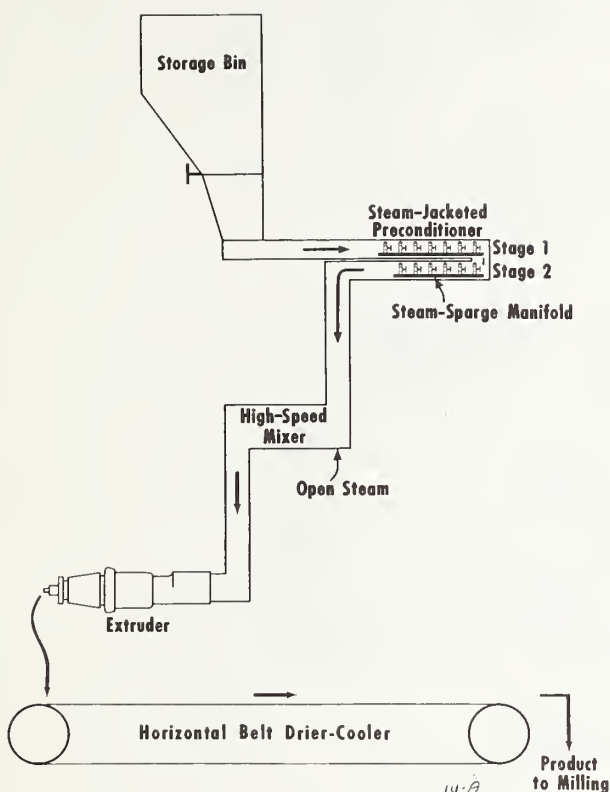 Storage Bin
Steam-Jacketed
Preconditioner
Stage 1
Stage 2
Steam-Sparge Manifold
High-Speed
Mixer
Open Steam
Extruder
Horizontal Belt Drier-Cooler
Product
to Milling